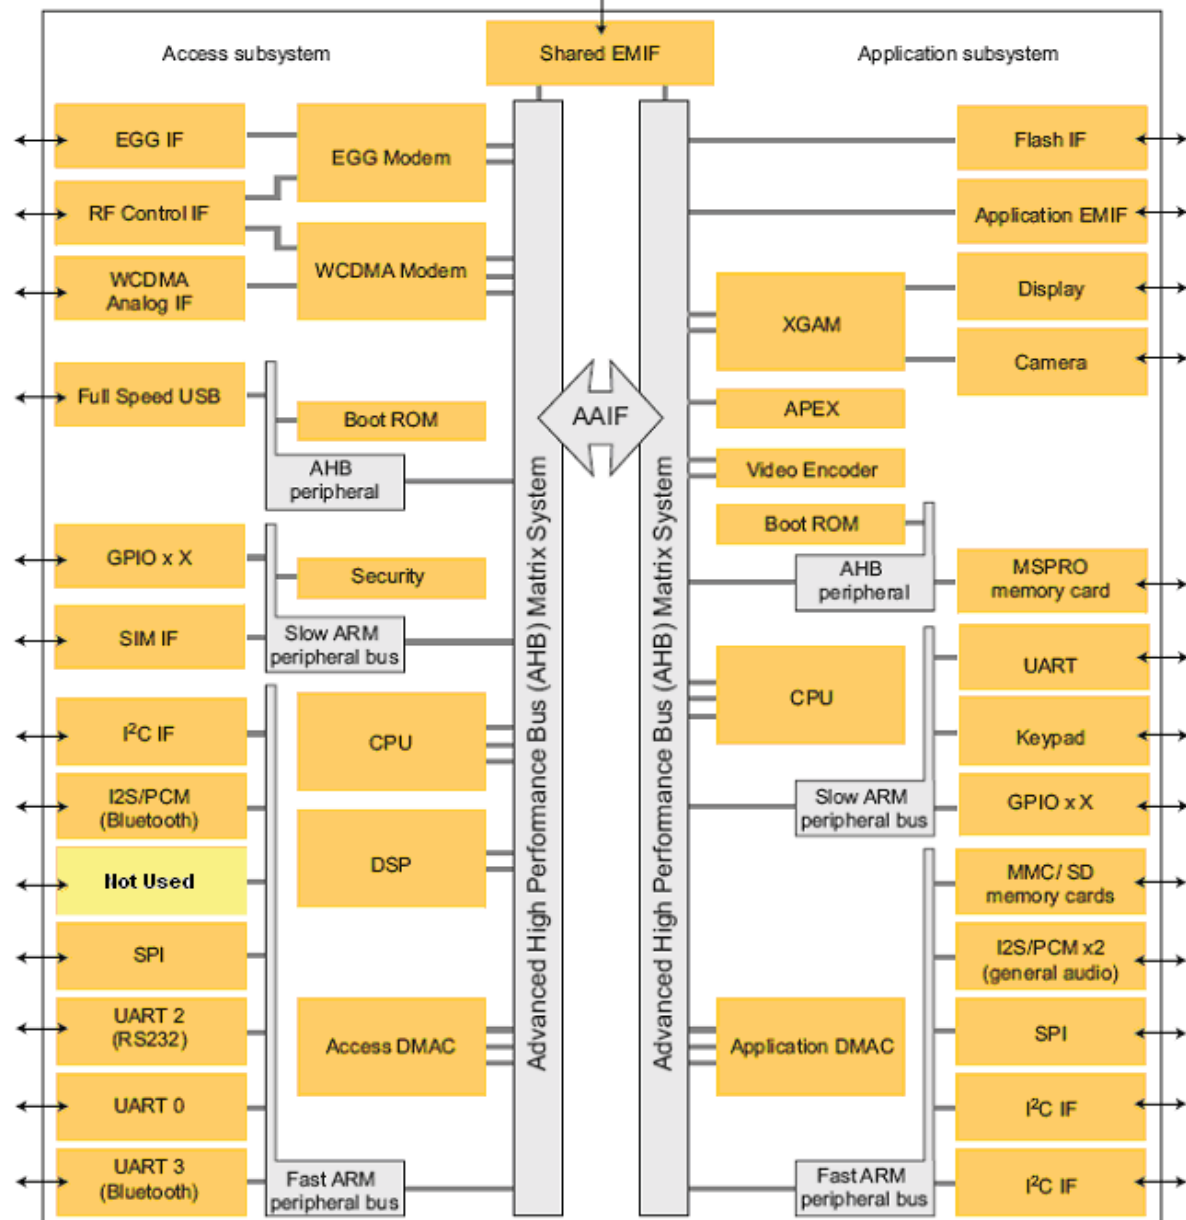 Access subsystem
Shared EMIF
Application subsystem
EGG IF
EGG Modem
RF Control IF
WCDMA Modem
WCDMA
Analog IF
Full Speed USB
Boot ROM
AHB
peripheral
GPIO x X
Security
SIM IF
Slow ARM
peripheral bus
I²C IF
CPU
I2S/PCM
(Bluetooth)
Not Used
DSP
SPI
UART 2
(RS232)
Access DMAC
UART 0
UART 3
(Bluetooth)
Fast ARM
peripheral bus
Advanced High Performance Bus (AHB) Matrix System
AAIF
Advanced High Performance Bus (AHB) Matrix System
Flash IF
Application EMIF
XGAM
Display
Camera
APEX
Video Encoder
Boot ROM
AHB
peripheral
MSPRO
memory card
CPU
UART
Keypad
Slow ARM
peripheral bus
GPIO x X
MMC/ SD
memory cards
I2S/PCM x2
(general audio)
Application DMAC
SPI
I²C IF
Fast ARM
peripheral bus
I²C IF